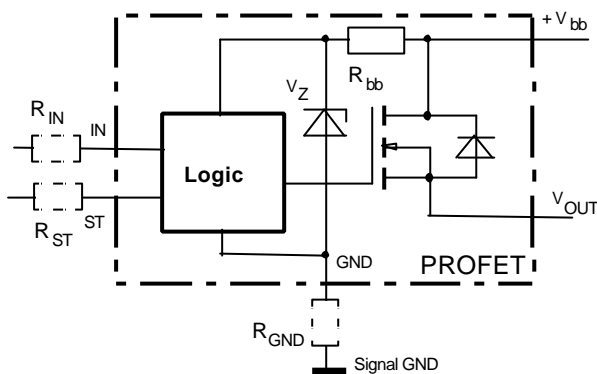 + V bb
R bb
V Z
R IN
IN
Logic
R ST
ST
V OUT
GND
PROFET
R GND
Signal GND